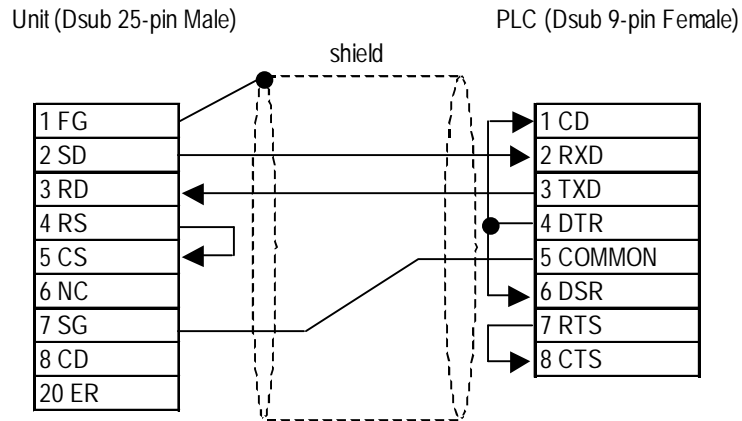 Unit (Dsub 25-pin Male)
PLC (Dsub 9-pin Female)
shield
1 FG
2 SD
3 RD
4 RS
5 CS
6 NC
7 SG
8 CD
20 ER
1 CD
2 RXD
3 TXD
4 DTR
5 COMMON
6 DSR
7 RTS
8 CTS